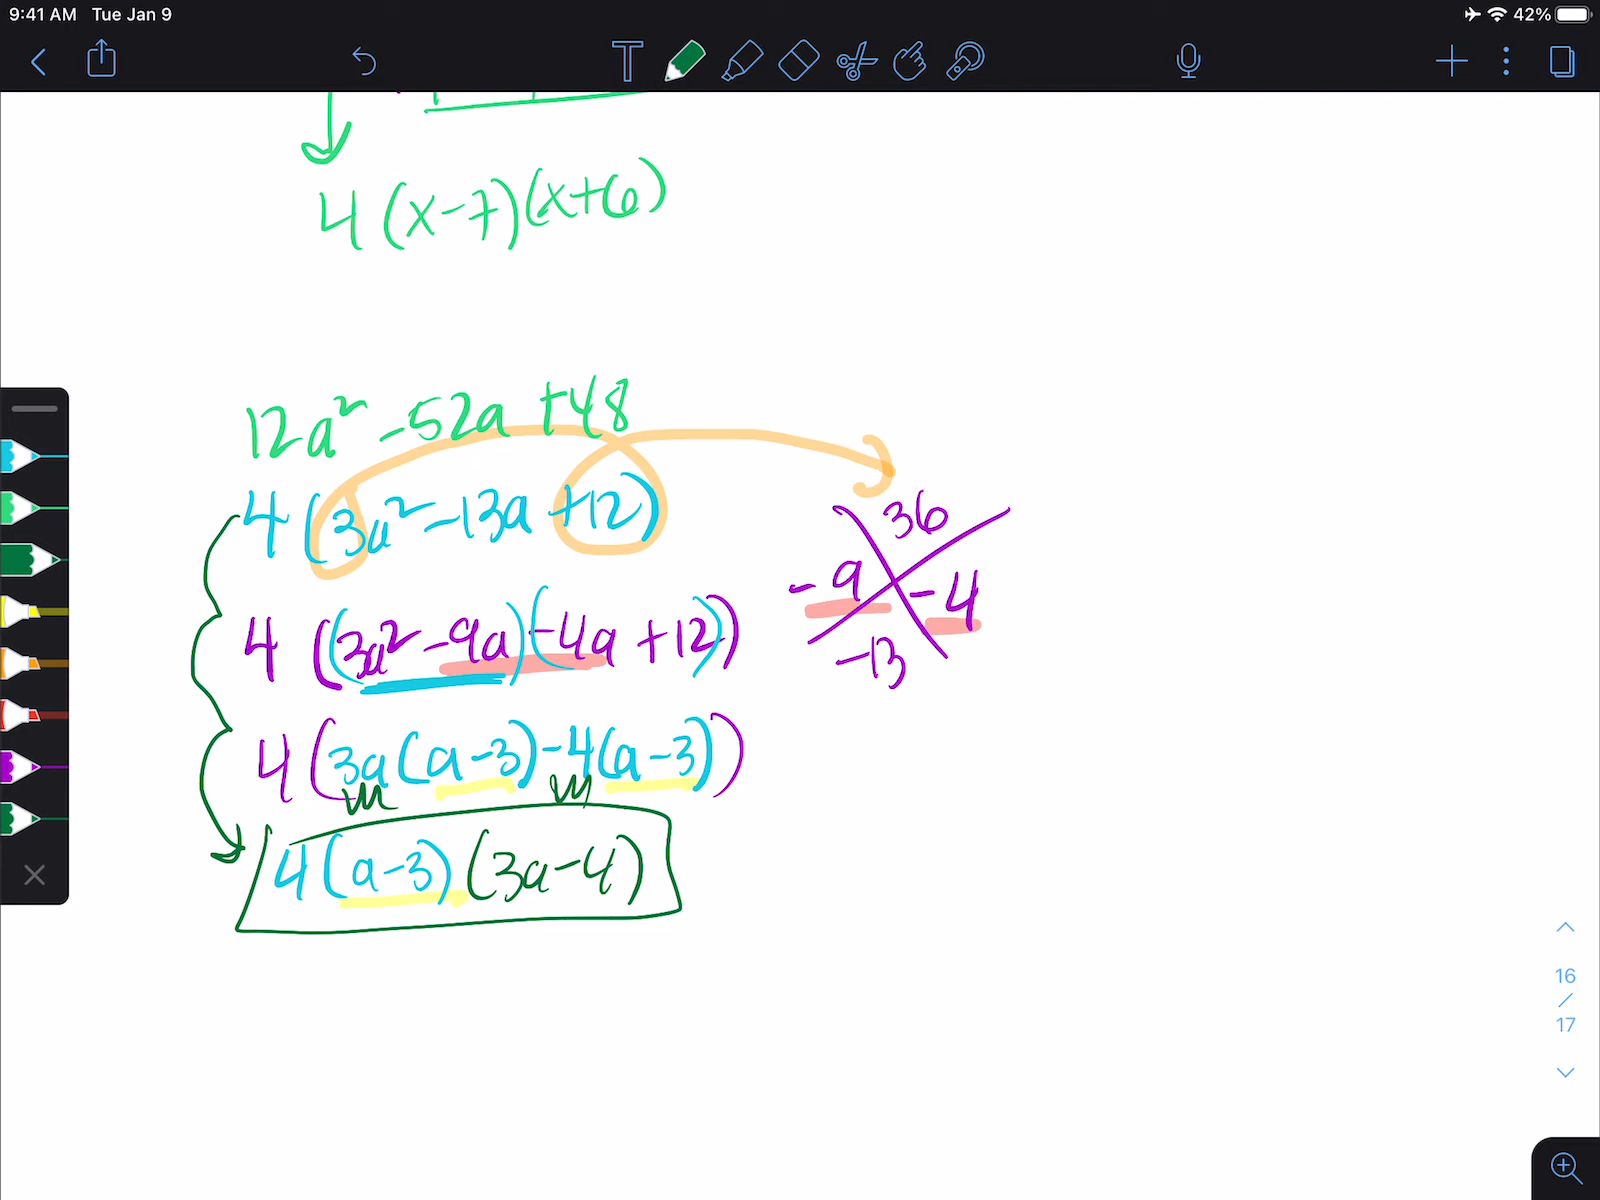 9:41 AM Tue Jan 9
42%
4(x-7)(x+6)
12a² -52a +48
4(3a² -13a +12)
36
-9 -4
-13
4((3a² -9a)(-4a +12))
4(3a(a-3)-4(a-3))
4(a-3)(3a-4)
16
/
17